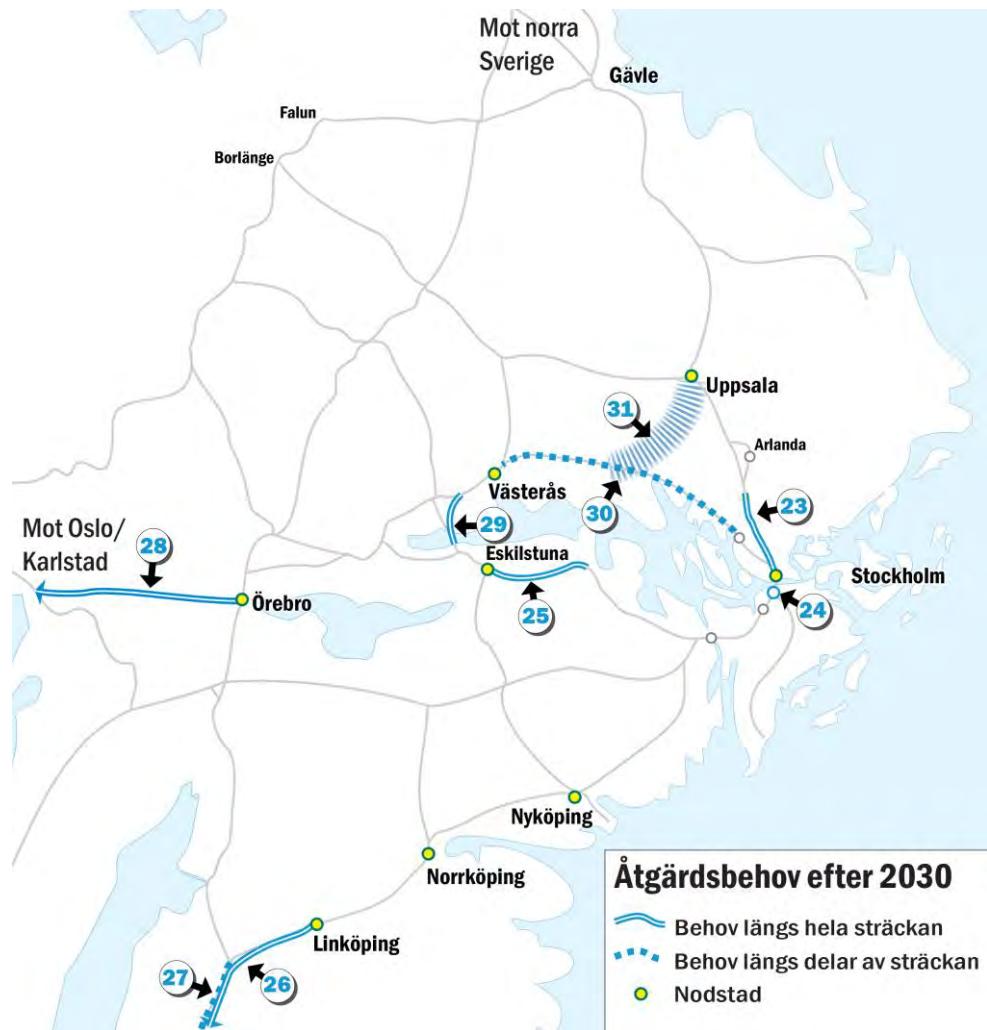 Mot norra
Sverige
Gävle
Falun
Borlänge
Uppsala
31
Arlanda
Västerås
23
30
29
Mot Oslo/
Karlstad
28
Eskilstuna
Stockholm
Örebro
25
24
Nyköping
Norrköping
Linköping
27
26
Åtgärdsbehov efter 2030
Behov längs hela sträckan
Behov längs delar av sträckan
Nodstad